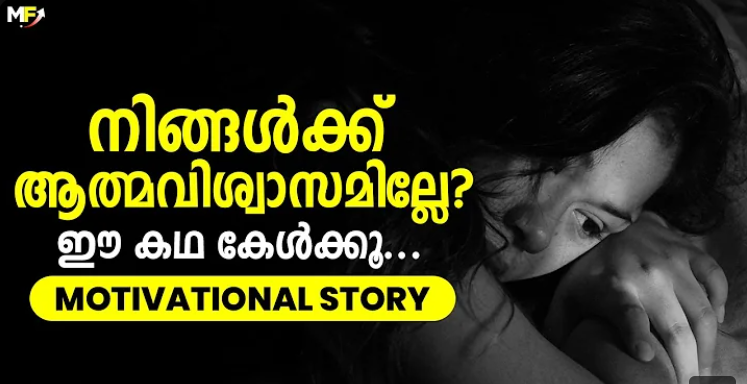 MF
നിങ്ങൾക്ക്
ആത്മവിശ്വാസമില്ലേ?
ഈ കഥ കേൾക്കൂ...
MOTIVATIONAL STORY